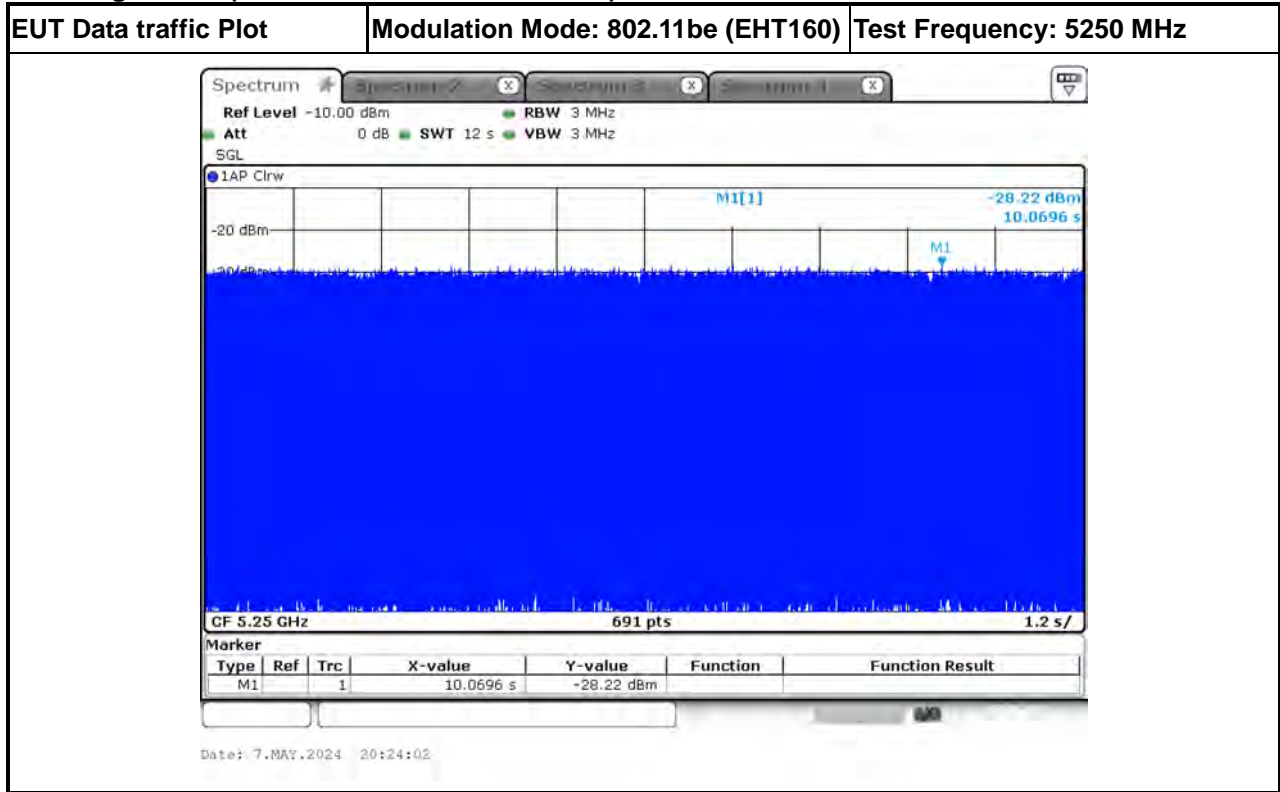 EUT Data traffic Plot Modulation Mode: 802.11be (EHT160) Test Frequency: 5250 MHz
Spectrum
Ref Level -10.00 dBm RBW 3 MHz
Att 0 dB SWT 12 s VBW 3 MHz
SGL
1AP Clrw
M1[1] -28.22 dBm
10.0696 s
-20 dBm
M1
CF 5.25 GHz 691 pts 1.2 s/
Marker
Type Ref Trc X-value Y-value Function Function Result
M1 1 10.0696 s -28.22 dBm
Date: 7.MAY.2024 20:24:02